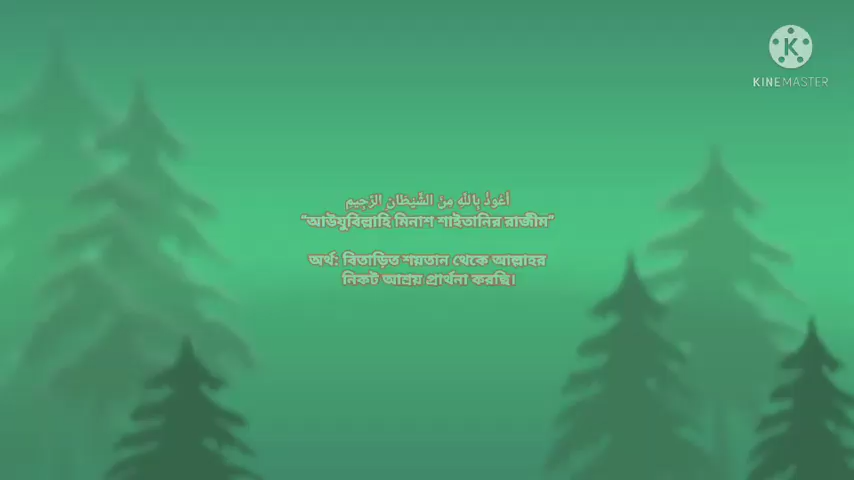 أَعُوذُ بِاللَّهِ مِنَ الشَّيْطَانِ الرَّجِيمِ
“আউযুবিল্লাহি মিনাশ শাইতানির রাজীম”
অর্থ: বিতাড়িত শয়তান থেকে আল্লাহর
নিকট আশ্রয় প্রার্থনা করছি।
K
KINEMASTER